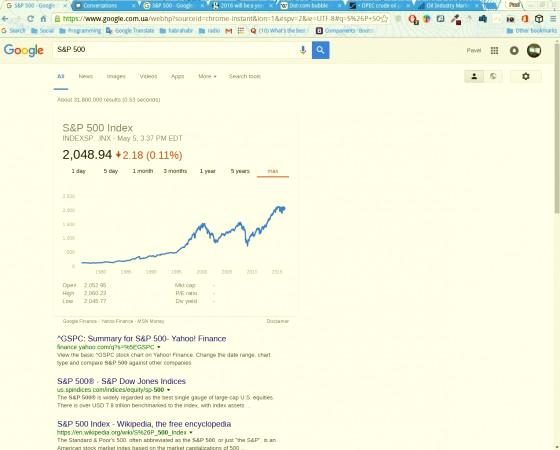 S&P 500 - G
Conversations
S&P 500 - G
2016 will be a yea
Dot com bubble
OPEC crude oil p
Oil Industry Mark
Pavel
https://www.google.com.ua/webhp?sourceid=chrome-instant&ion=1&espv=2&ie=UTF-8#q=S%26P+50
Search Social Programming Google Translate habrahabr rutor (10) What's the bes Components - Boots Other bookmarks
Google S&P 500 Pavel
All News Images Videos Apps More Search tools
About 31,800,000 results (0.53 seconds)
S&P 500 Index
INDEXSP: .INX - May 5, 3:37 PM EDT
2,048.94 2.18 (0.11%)
1 day 5 days 1 month 3 months 1 year 5 years max
2,500
2,000
1,500
1,000
500
0
1980 1985 1990 1995 2000 2005 2010 2015
Open 2,052.95 Mkt cap -
High 2,060.23 P/E ratio -
Low 2,045.77 Div yield -
Google Finance - Yahoo Finance - MSN Money Disclaimer
^GSPC: Summary for S&P 500- Yahoo! Finance
finance.yahoo.com/q?s=%5EGSPC
View the basic ^GSPC stock chart on Yahoo! Finance. Change the date range, chart
type and compare S&P 500 against other companies.
S&P 500® - S&P Dow Jones Indices
us.spindices.com/indices/equity/sp-500
The S&P 500® is widely regarded as the best single gauge of large-cap U.S. equities.
There is over USD 7.8 trillion benchmarked to the index, with index assets ...
S&P 500 Index - Wikipedia, the free encyclopedia
https://en.wikipedia.org/wiki/S%26P_500_Index
The Standard & Poor's 500, often abbreviated as the S&P 500, or just "the S&P", is an
American stock market index based on the market capitalizations of 500 ...